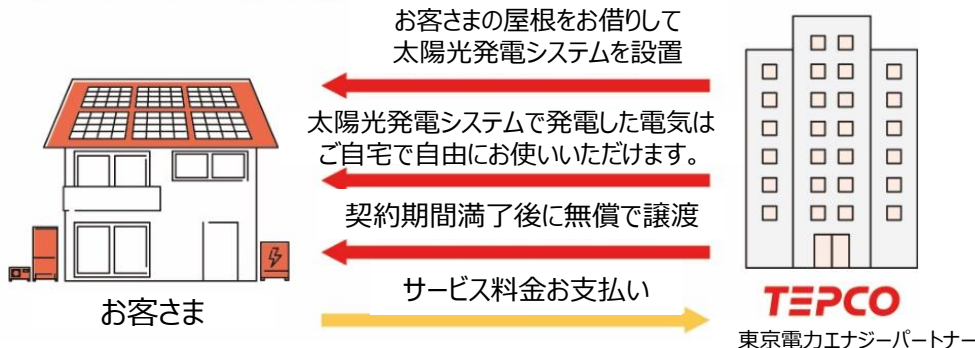 お客さまの屋根をお借りして
太陽光発電システムを設置
太陽光発電システムで発電した電気は
ご自宅で自由にお使いいただけます。
契約期間満了後に無償で譲渡
サービス料金お支払い
お客さま
TEPCO
東京電力エナジーパートナー